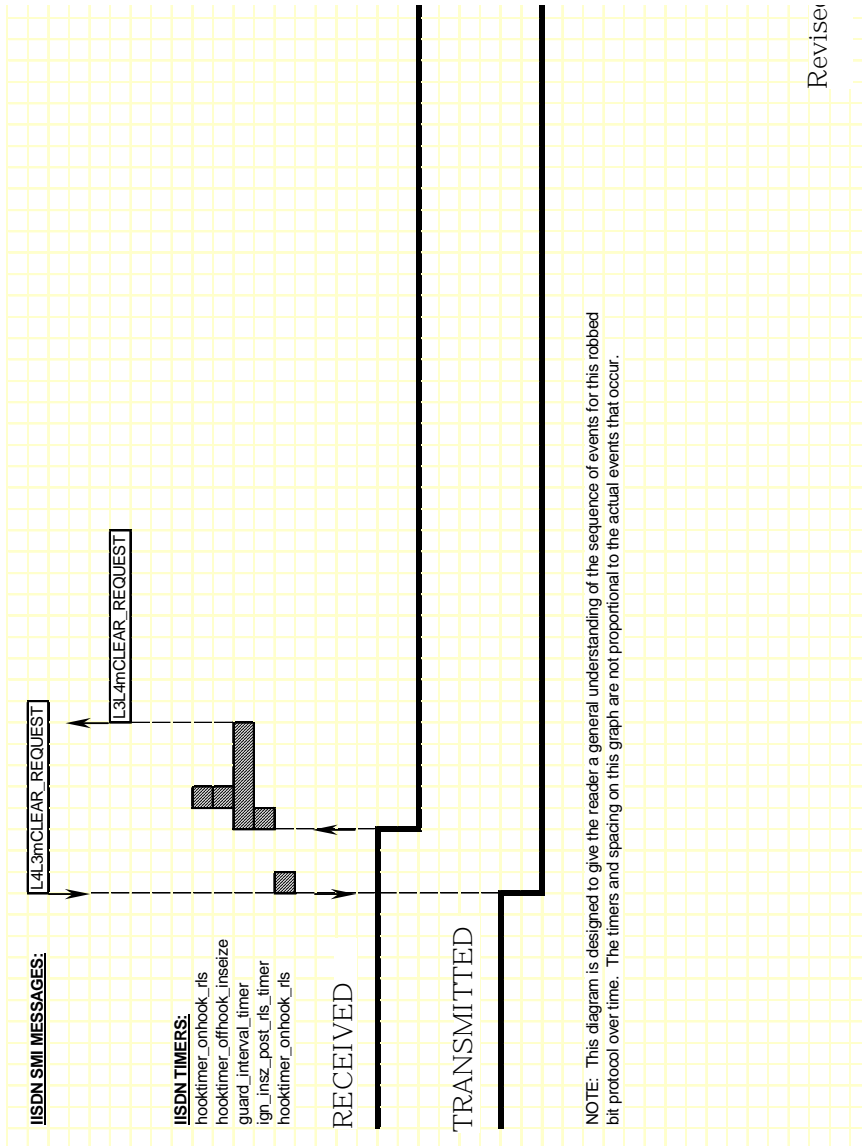 IISDN SMI MESSAGES:
L4L3mCLEAR_REQUEST
L3L4mCLEAR_REQUEST
IISDN TIMERS:
hooktimer_onhook_rls
hooktimer_offhook_inseize
guard_interval_timer
ign_insz_post_rls_timer
hooktimer_onhook_rls
RECEIVED
TRANSMITTED
NOTE: This diagram is designed to give the reader a general understanding of the sequence of events for this robbed
bit protocol over time. The timers and spacing on this graph are not proportional to the actual events that occur.